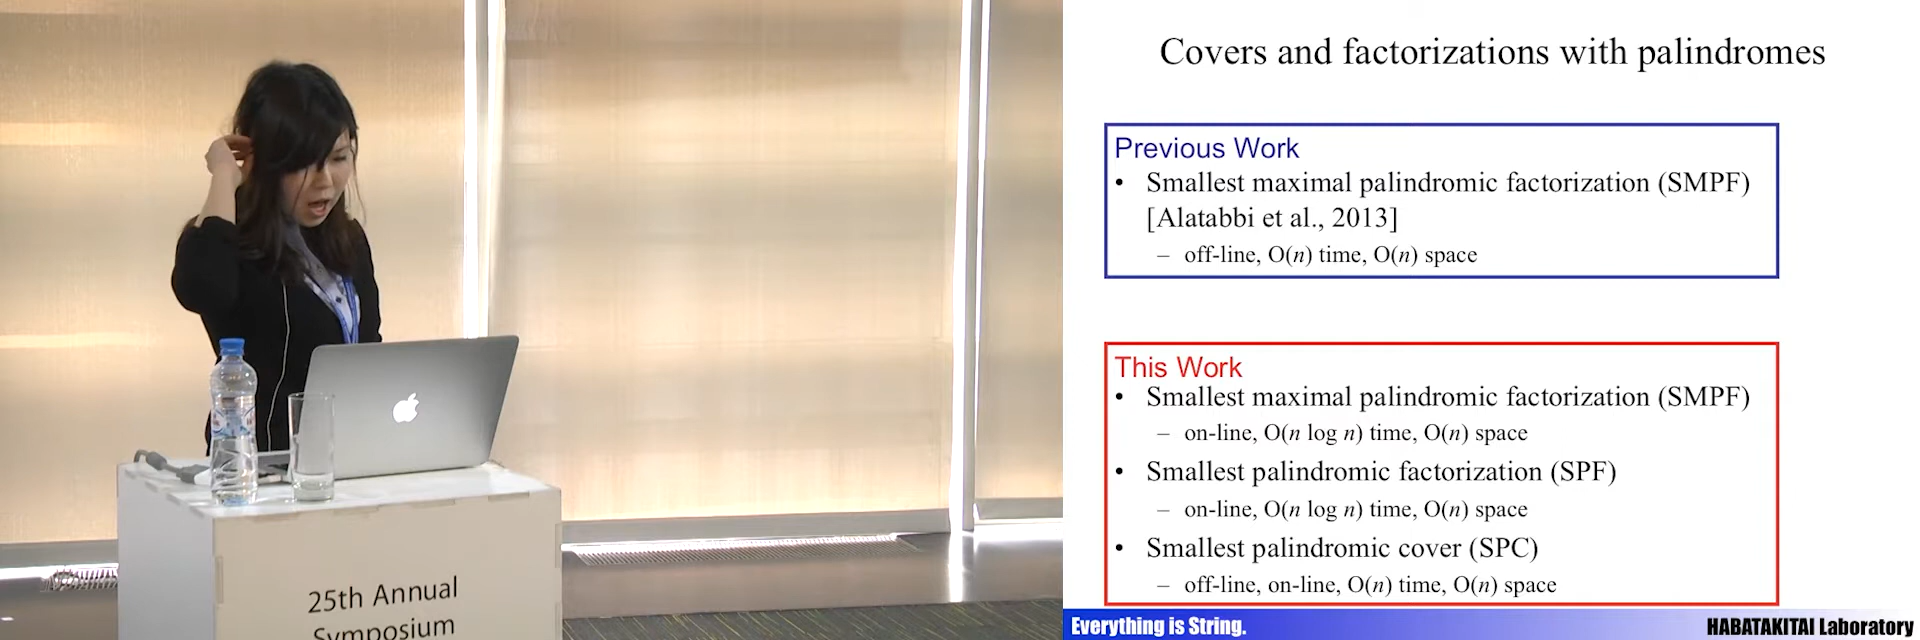 25th Annual
Symposium
Covers and factorizations with palindromes
Previous Work
• Smallest maximal palindromic factorization (SMPF)
[Alatabbi et al., 2013]
– off-line, O(n) time, O(n) space
This Work
• Smallest maximal palindromic factorization (SMPF)
– on-line, O(n log n) time, O(n) space
• Smallest palindromic factorization (SPF)
– on-line, O(n log n) time, O(n) space
• Smallest palindromic cover (SPC)
– off-line, on-line, O(n) time, O(n) space
Everything is String.
HABATAKITAI Laboratory